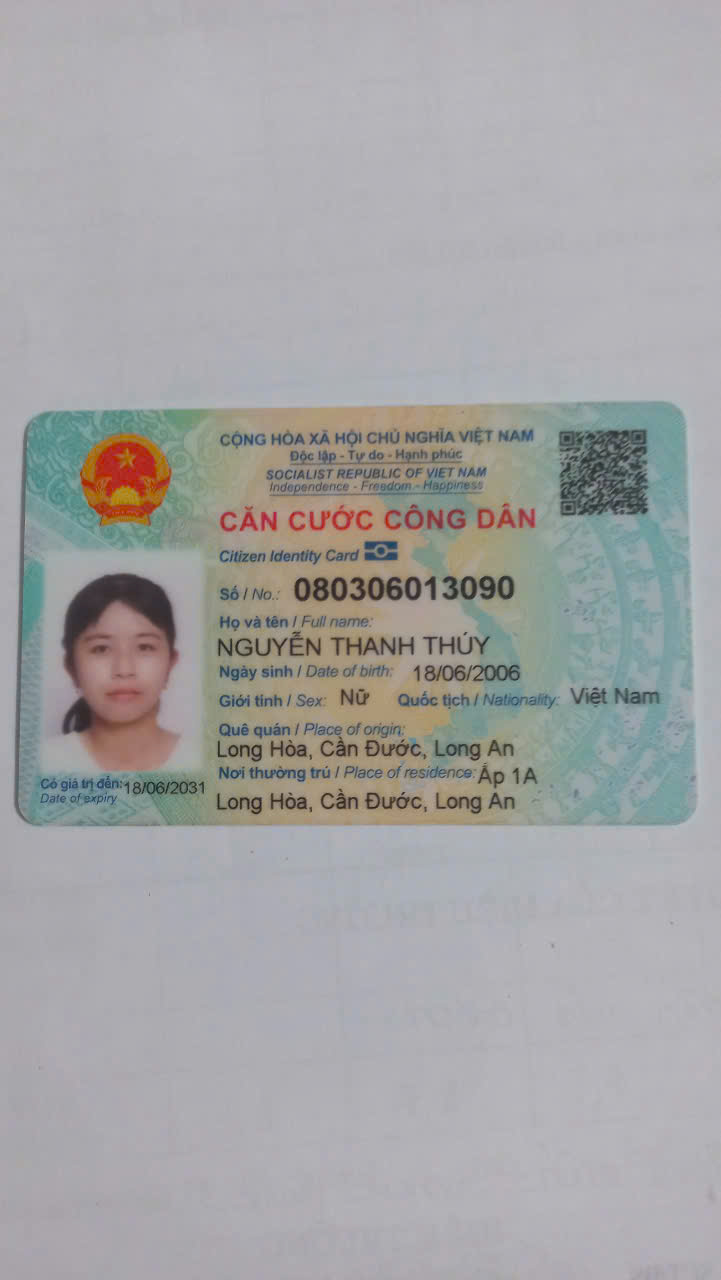 CỘNG HÒA XÃ HỘI CHỦ NGHĨA VIỆT NAM
Độc lập - Tự do - Hạnh phúc
SOCIALIST REPUBLIC OF VIET NAM
Independence - Freedom - Happiness
CĂN CƯỚC CÔNG DÂN
Citizen Identity Card
Số / No.: 080306013090
Họ và tên / Full name:
NGUYỄN THANH THÚY
Ngày sinh / Date of birth: 18/06/2006
Giới tính / Sex: Nữ Quốc tịch / Nationality: Việt Nam
Quê quán / Place of origin:
Long Hòa, Cần Đước, Long An
Nơi thường trú / Place of residence: Ấp 1A
Long Hòa, Cần Đước, Long An
Có giá trị đến: 18/06/2031
Date of expiry